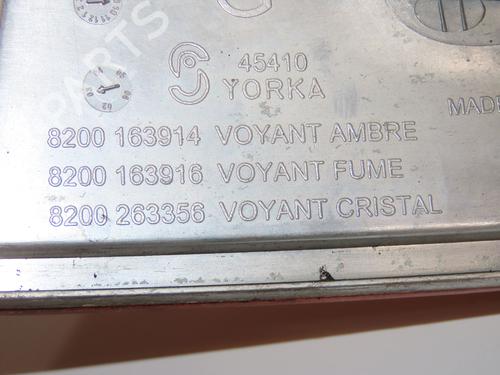 45410
YORKA
MADE
8200 163914 VOYANT AMBRE
8200 163916 VOYANT FUME
8200 263356 VOYANT CRISTAL